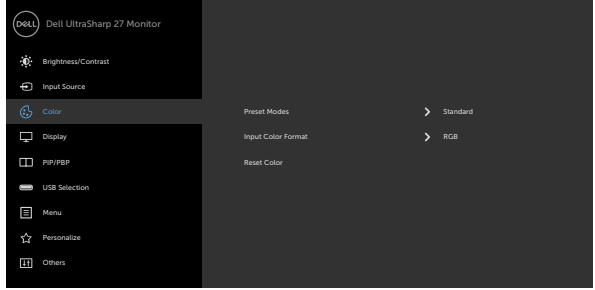 DELL Dell UltraSharp 27 Monitor
Brightness/Contrast
Input Source
Color
Preset Modes Standard
Input Color Format RGB
Reset Color
Display
PIP/PBP
USB Selection
Menu
Personalize
Others